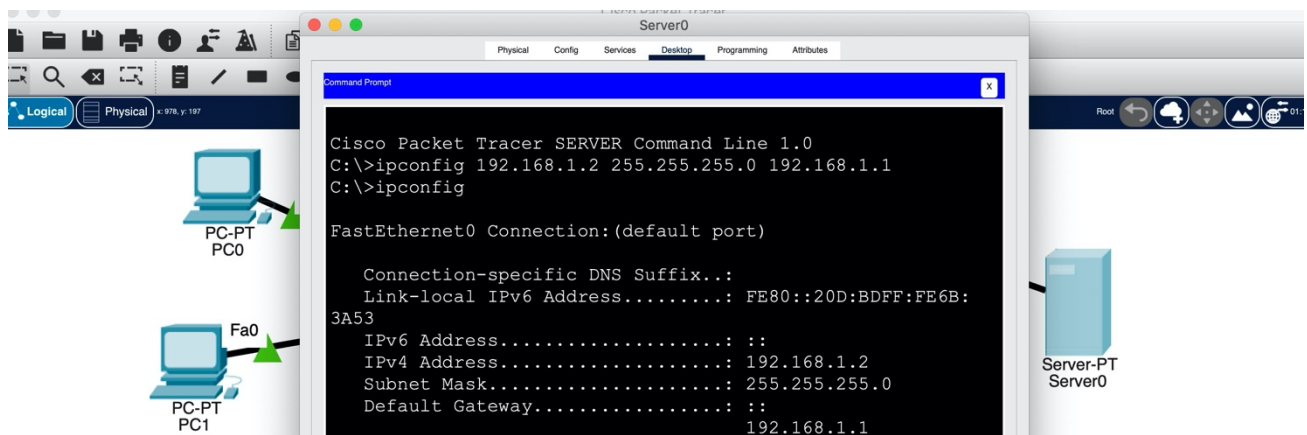 Server0
Physical Config Services Desktop Programming Attributes
Command Prompt
X
Logical
Physical
x: 978, y: 197
Root
Cisco Packet Tracer SERVER Command Line 1.0
C:\>ipconfig 192.168.1.2 255.255.255.0 192.168.1.1
C:\>ipconfig
FastEthernet0 Connection:(default port)
Connection-specific DNS Suffix..:
Link-local IPv6 Address.........: FE80::20D:BDFF:FE6B:
3A53
IPv6 Address....................: ::
IPv4 Address....................: 192.168.1.2
Subnet Mask.....................: 255.255.255.0
Default Gateway.................: ::
192.168.1.1
PC-PT
PC0
Fa0
PC-PT
PC1
Server-PT
Server0